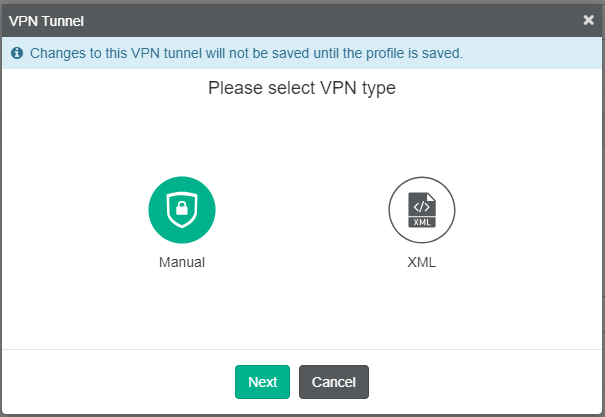 VPN Tunnel
Changes to this VPN tunnel will not be saved until the profile is saved.
Please select VPN type
</>
XML
Manual
XML
Next
Cancel